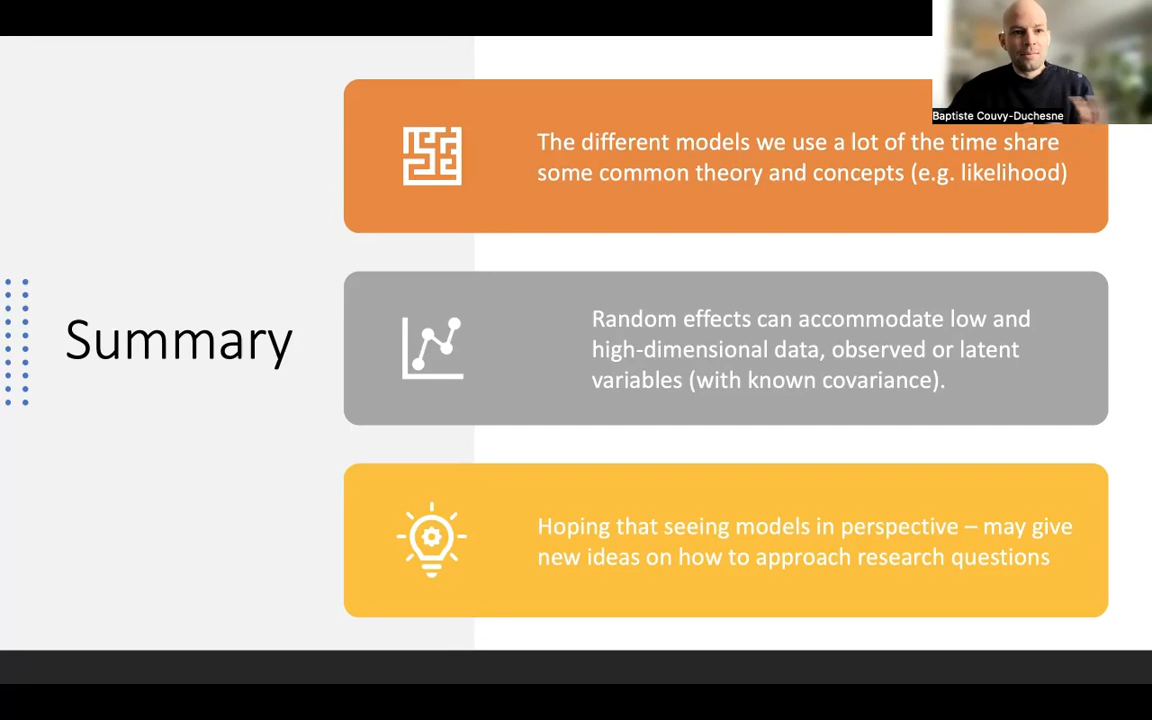 Baptiste Couvy-Duchesne
The different models we use a lot of the time share
some common theory and concepts (e.g. likelihood)
Summary
Random effects can accommodate low and
high-dimensional data, observed or latent
variables (with known covariance).
Hoping that seeing models in perspective – may give
new ideas on how to approach research questions